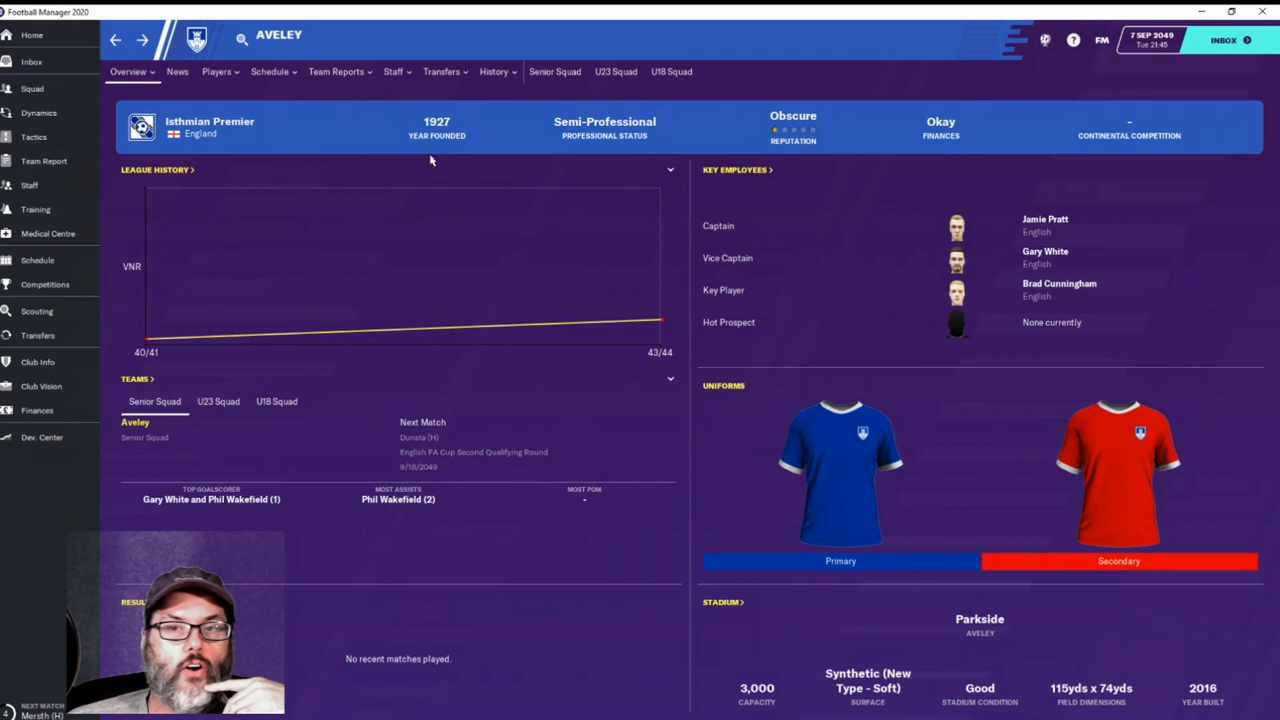 Football Manager 2020
Home
Inbox
Squad
Dynamics
Tactics
Team Report
Staff
Training
Medical Centre
Schedule
Competitions
Scouting
Transfers
Club Info
Club Vision
Finances
Dev. Center
4
NEXT MATCH
Mersth (H)
AVELEY
FM
7 SEP 2049
Tue 21:45
INBOX
Overview
News
Players
Schedule
Team Reports
Staff
Transfers
History
Senior Squad
U23 Squad
U18 Squad
Isthmian Premier
England
1927
YEAR FOUNDED
Semi-Professional
PROFESSIONAL STATUS
Obscure
REPUTATION
Okay
FINANCES
-
CONTINENTAL COMPETITION
LEAGUE HISTORY >
VNR
40/41
43/44
TEAMS >
Senior Squad
U23 Squad
U18 Squad
Aveley
Senior Squad
Next Match
Dunsta (H)
English FA Cup Second Qualifying Round
9/18/2049
TOP GOALSCORER
Gary White and Phil Wakefield (1)
MOST ASSISTS
Phil Wakefield (2)
MOST POM
-
RESUL
No recent matches played.
KEY EMPLOYEES >
Captain
Jamie Pratt
English
Vice Captain
Gary White
English
Key Player
Brad Cunningham
English
Hot Prospect
None currently
UNIFORMS
Primary
Secondary
STADIUM >
Parkside
AVELEY
3,000
CAPACITY
Synthetic (New
Type - Soft)
SURFACE
Good
STADIUM CONDITION
115yds x 74yds
FIELD DIMENSIONS
2016
YEAR BUILT